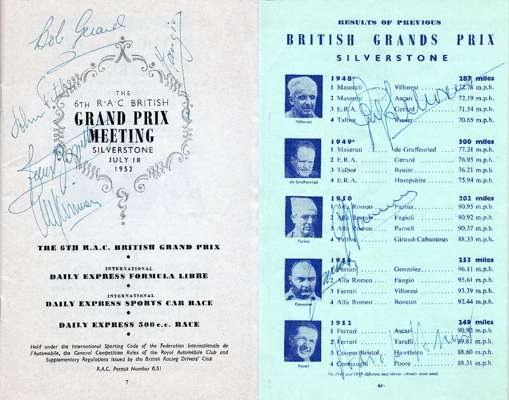 Bob Gerard
THE
6TH R·A·C BRITISH
GRAND PRIX
MEETING
SILVERSTONE
JULY 18
1953
THE 6TH R.A.C. BRITISH GRAND PRIX
INTERNATIONAL
DAILY EXPRESS FORMULA LIBRE
INTERNATIONAL
DAILY EXPRESS SPORTS CAR RACE
DAILY EXPRESS 500 c.c. RACE
Held under the International Sporting Code of the Federation Internationale de
l'Automobile, the General Competition Rules of the Royal Automobile Club and
Supplementary Regulations issued by the British Racing Drivers' Club
R.A.C. Permit Number 0.51
7
RESULTS OF PREVIOUS
BRITISH GRANDS PRIX
SILVERSTONE
1948* 287 miles
1 Maserati Villoresi 72.28 m.p.h.
2 Maserati Ascari 72.19 m.p.h.
3 E.R.A. Gerard 71.54 m.p.h.
4 Talbot Rosier 70.65 m.p.h.
Villoresi
1949* 300 miles
1 Maserati de Graffenried 77.31 m.p.h.
2 E.R.A. Gerard 76.95 m.p.h.
3 Talbot Rosier 76.21 m.p.h.
4 E.R.A. Hampshire 75.94 m.p.h.
de Graffenried
1950 202 miles
1 Alfa Romeo Farina 90.95 m.p.h.
2 Alfa Romeo Fagioli 90.92 m.p.h.
3 Alfa Romeo Parnell 90.37 m.p.h.
4 Giraud-Cabantous 88.33 m.p.h.
Farina
253 miles
1 Ferrari Gonzalez 96.11 m.p.h.
2 Alfa Romeo Fangio 95.61 m.p.h.
3 Ferrari Villoresi 93.39 m.p.h.
4 Alfa Romeo Bonetto 92.44 m.p.h.
Gonzalez
1952 249 miles
1 Ferrari Ascari 90.92 m.p.h.
2 Ferrari Taruffi 89.81 m.p.h.
3 Cooper-Bristol Hawthorn 88.60 m.p.h.
4 Connaught Poore 88.31 m.p.h.